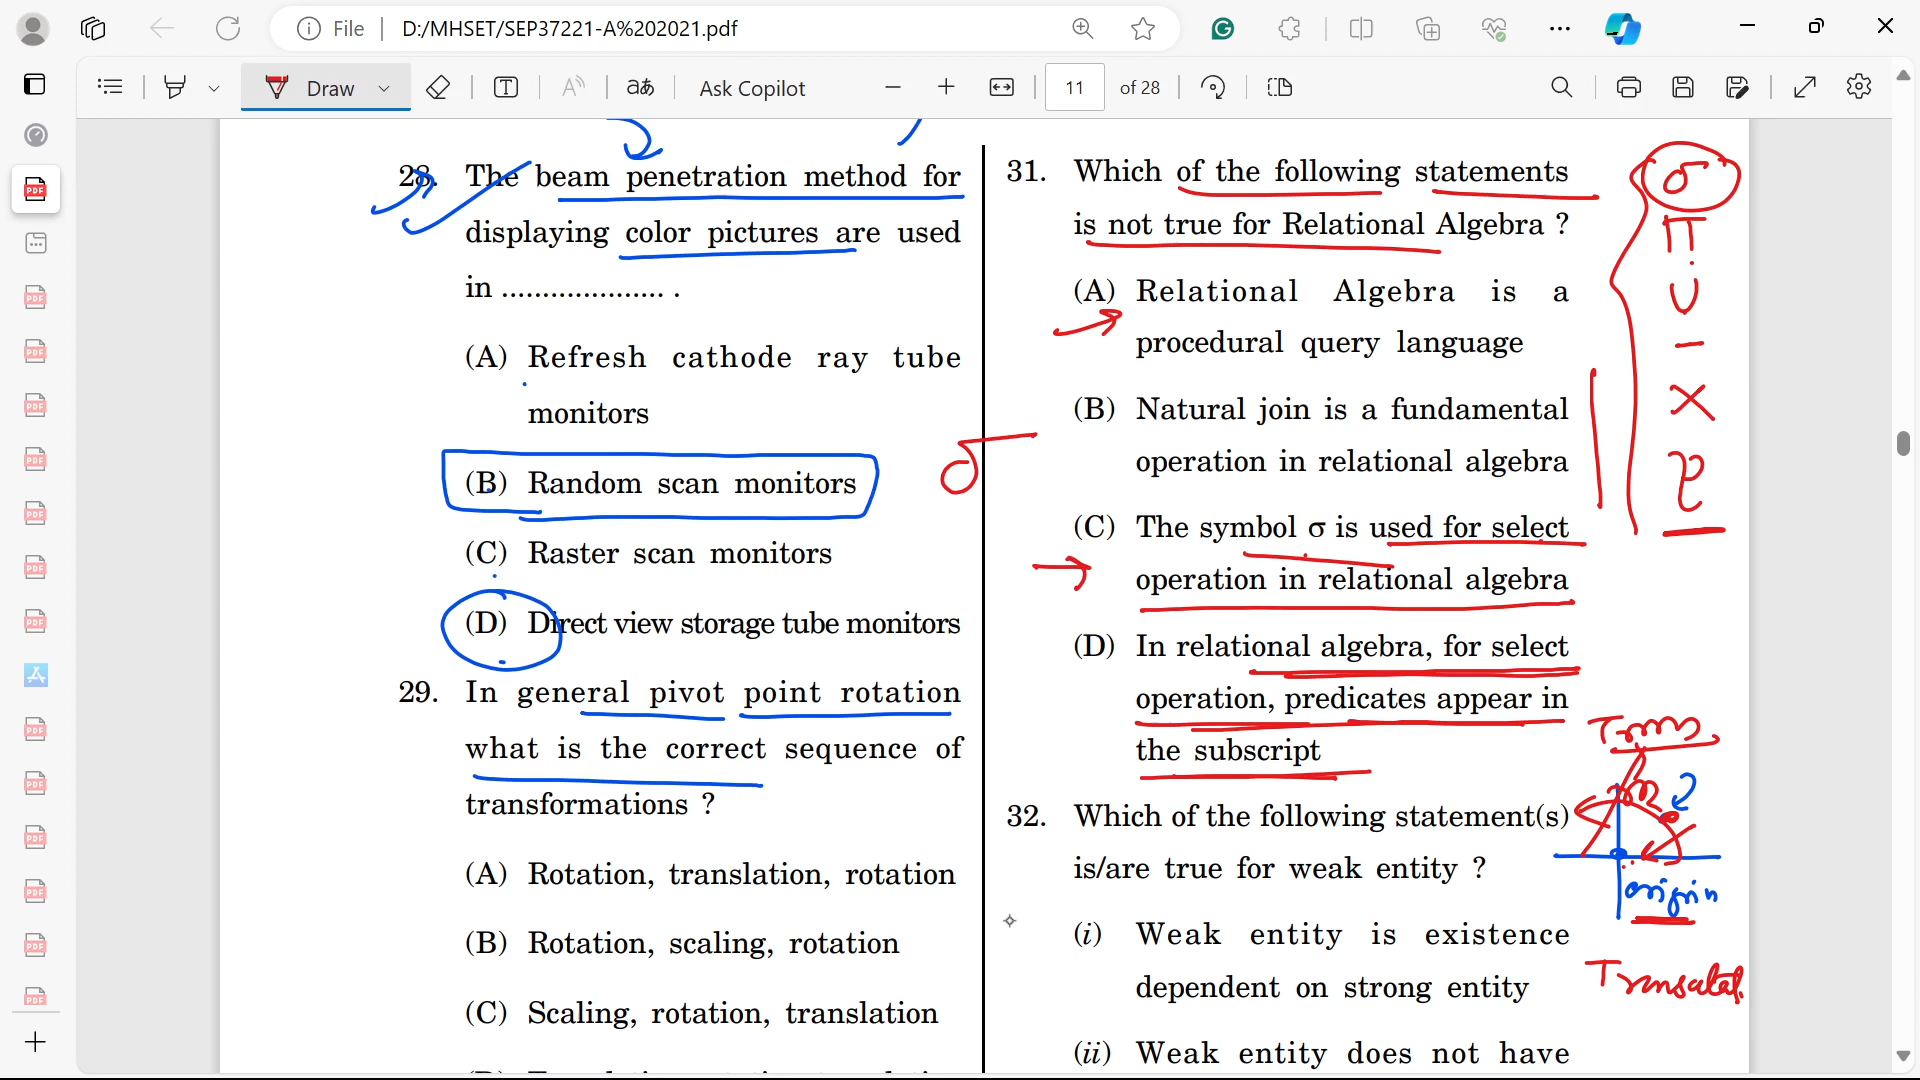 File
D:/MHSET/SEP37221-A%202021.pdf
Draw
Ask Copilot
11
of 28
28. The beam penetration method for
displaying color pictures are used
in ..................... .
(A) Refresh cathode ray tube
monitors
(B) Random scan monitors
(C) Raster scan monitors
(D) Direct view storage tube monitors
29. In general pivot point rotation
what is the correct sequence of
transformations ?
(A) Rotation, translation, rotation
(B) Rotation, scaling, rotation
(C) Scaling, rotation, translation
σ
31. Which of the following statements
is not true for Relational Algebra ?
(A) Relational Algebra is a
procedural query language
(B) Natural join is a fundamental
operation in relational algebra
(C) The symbol σ is used for select
operation in relational algebra
(D) In relational algebra, for select
operation, predicates appear in
the subscript
32. Which of the following statement(s)
is/are true for weak entity ?
(i) Weak entity is existence
dependent on strong entity
(ii) Weak entity does not have
σ
π
∪
−
×
Trans
origin